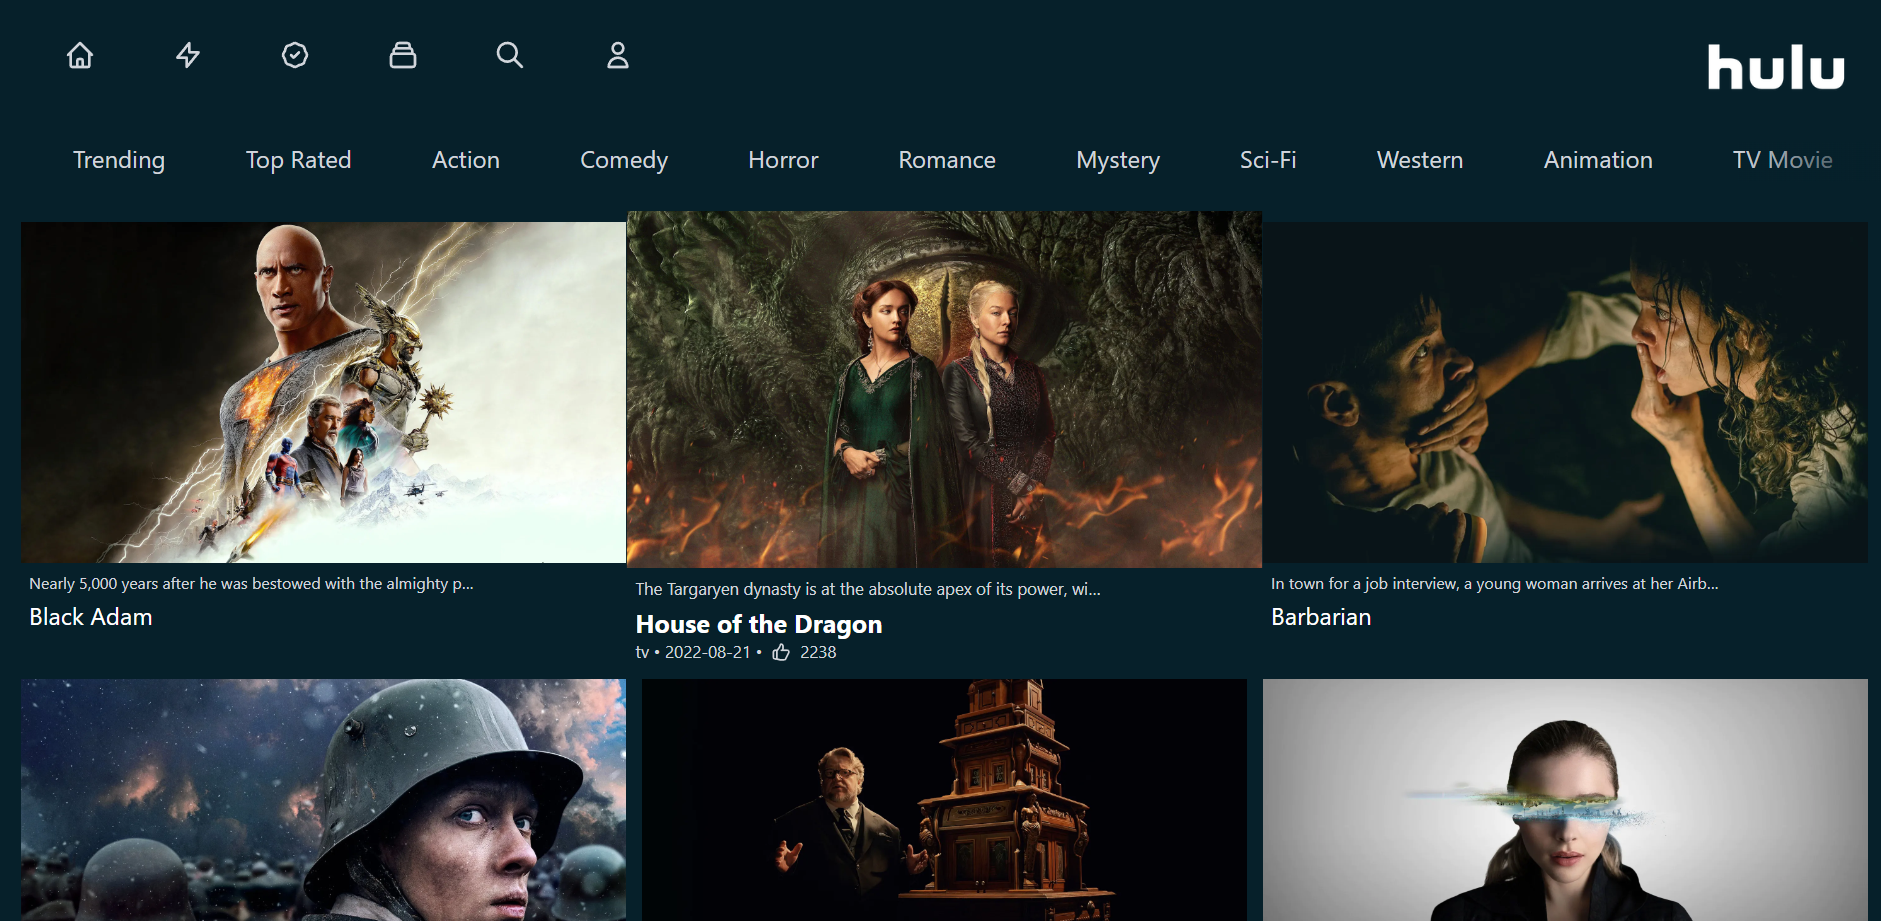 hulu
Trending Top Rated Action Comedy Horror Romance Mystery Sci-Fi Western Animation TV Movie
Nearly 5,000 years after he was bestowed with the almighty p...
Black Adam
The Targaryen dynasty is at the absolute apex of its power, wi...
House of the Dragon
tv • 2022-08-21 • 2238
In town for a job interview, a young woman arrives at her Airb...
Barbarian